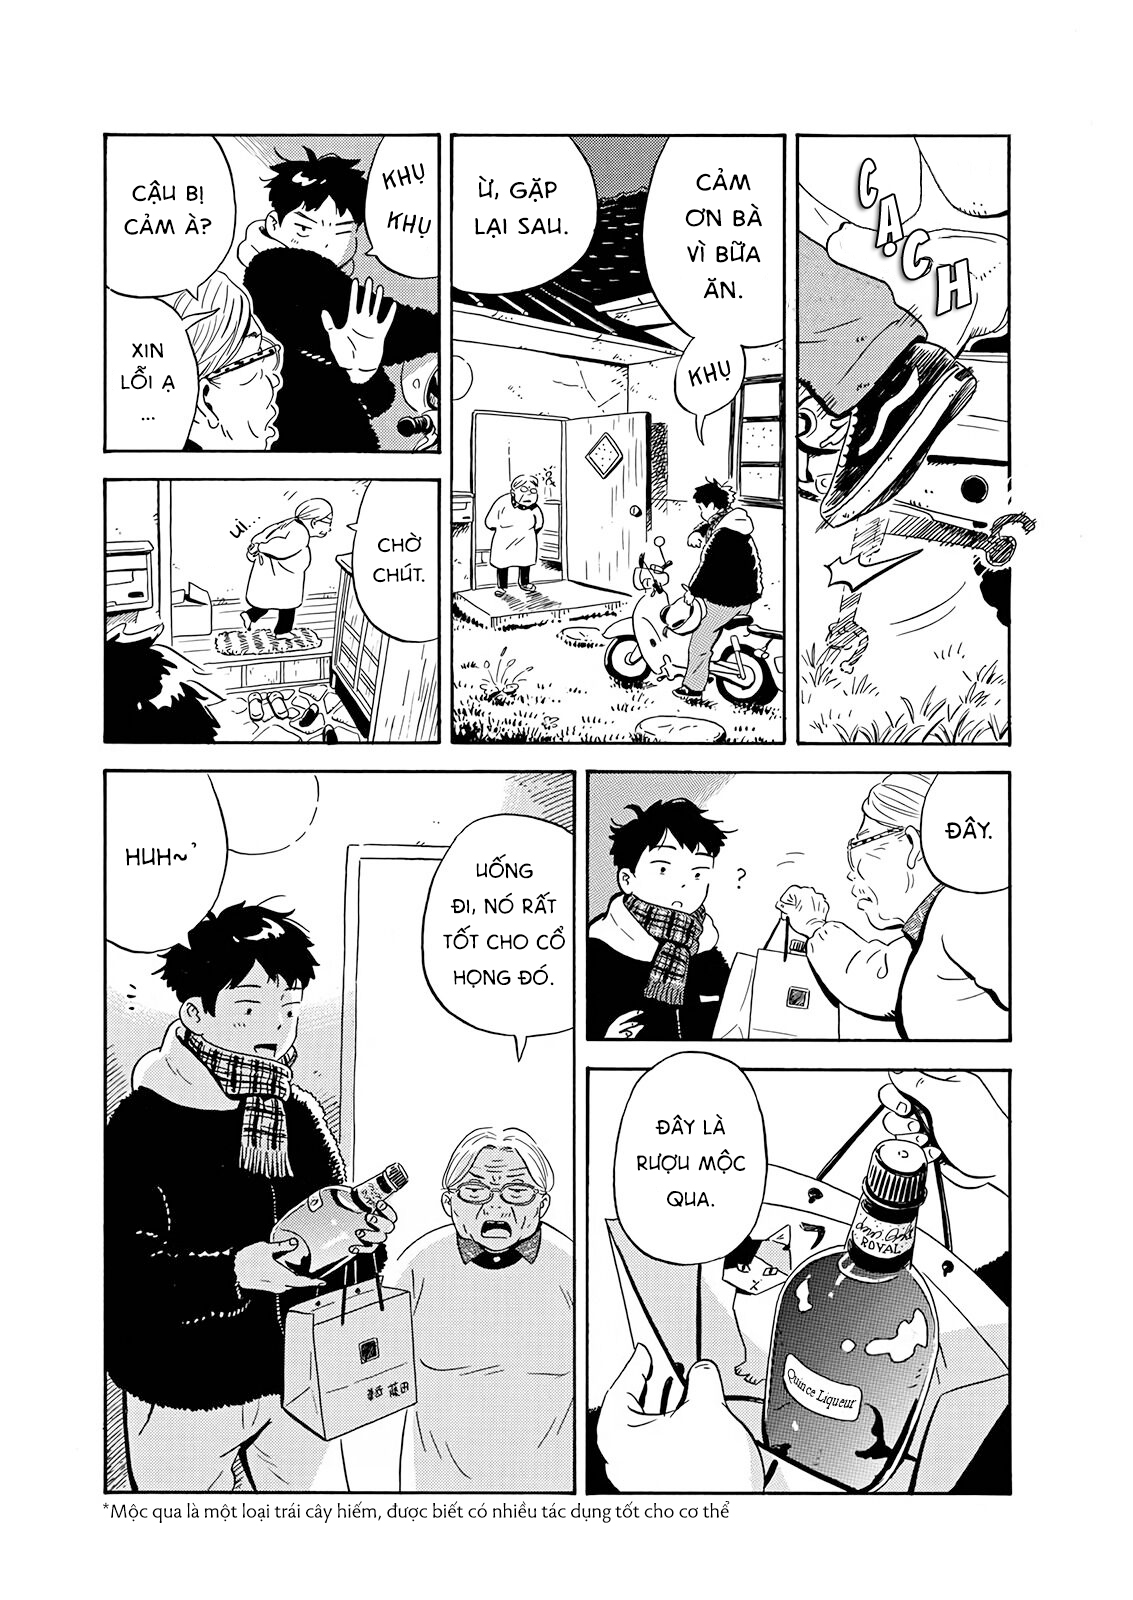 CẠCH
CẢM
ƠN BÀ
VÌ BỮA
ĂN.
KHỤ
Ừ, GẶP
LẠI SAU.
KHỤ
KHỤ
CẬU BỊ
CẢM À?
XIN
LỖI Ạ
...
CHỜ
CHÚT.
ĐÂY.
?
ĐÂY LÀ
RƯỢU MỘC
QUA.
ROYAL
Quince Liqueur
UỐNG
ĐI, NÓ RẤT
TỐT CHO CỔ
HỌNG ĐÓ.
HUH~'
*Mộc qua là một loại trái cây hiếm, được biết có nhiều tác dụng tốt cho cơ thể